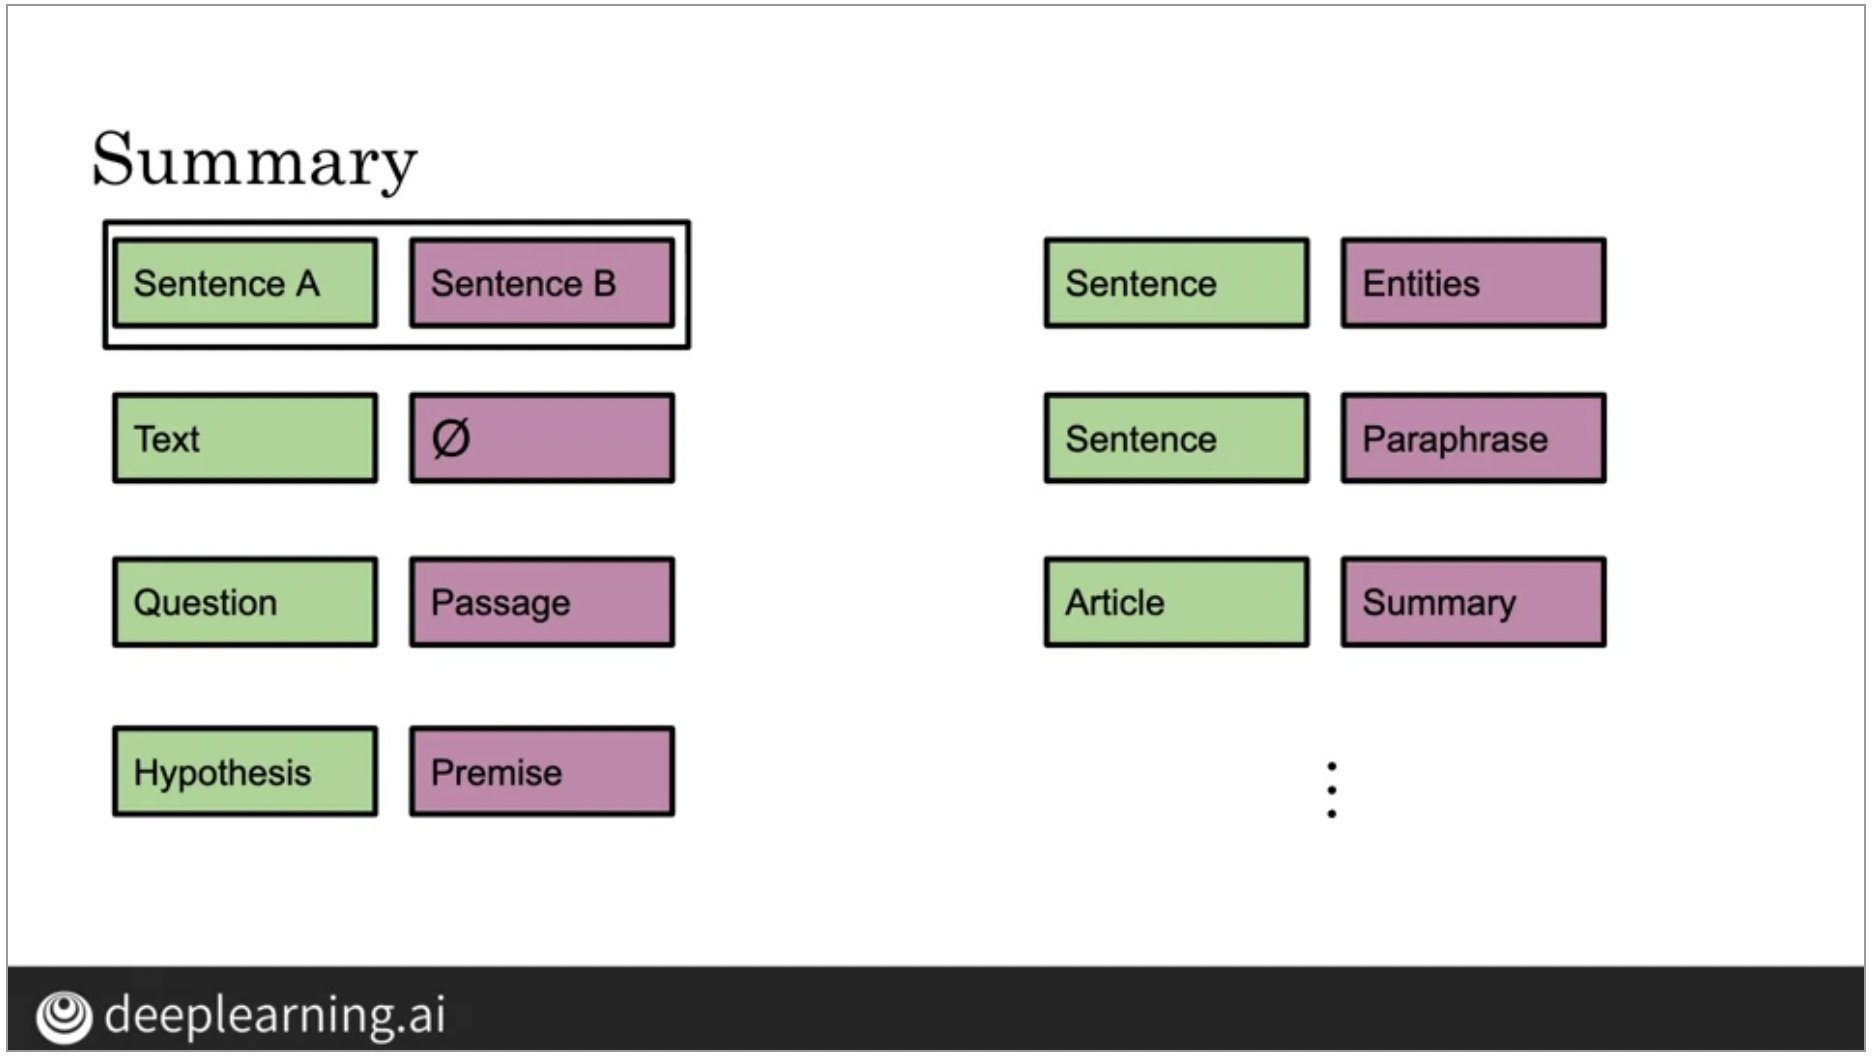 Summary
Sentence A
Sentence B
Sentence
Entities
Text
Ø
Sentence
Paraphrase
Question
Passage
Article
Summary
Hypothesis
Premise
deeplearning.ai